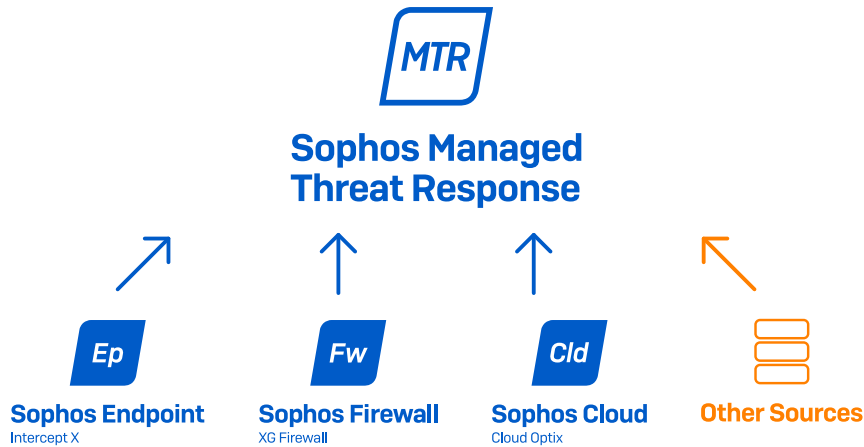 MTR
Sophos Managed
Threat Response
Ep
Fw
Cld
Sophos Endpoint
Intercept X
Sophos Firewall
XG Firewall
Sophos Cloud
Cloud Optix
Other Sources